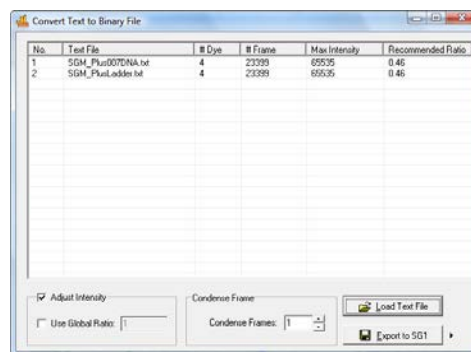 Convert Text to Binary File
No. Text File # Dye # Frame Max Intensity Recommended Ratio
1 SGM_Plus007DNA.txt 4 23399 65535 0.46
2 SGM_PlusLadder.txt 4 23399 65535 0.46
Adjust Intensity
Use Global Ratio: 1
Condense Frame
Condense Frames: 1
Load Text File
Export to SG1